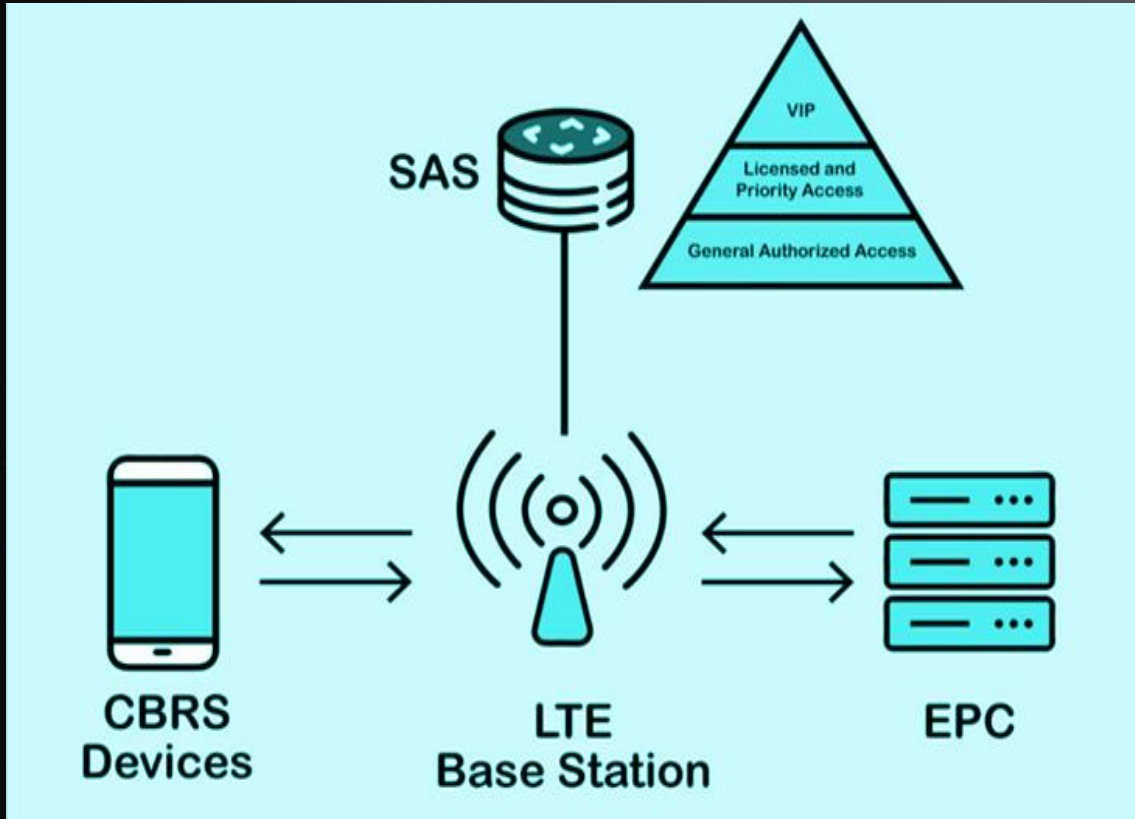 VIP
SAS
Licensed and
Priority Access
General Authorized Access
CBRS
Devices
LTE
Base Station
EPC